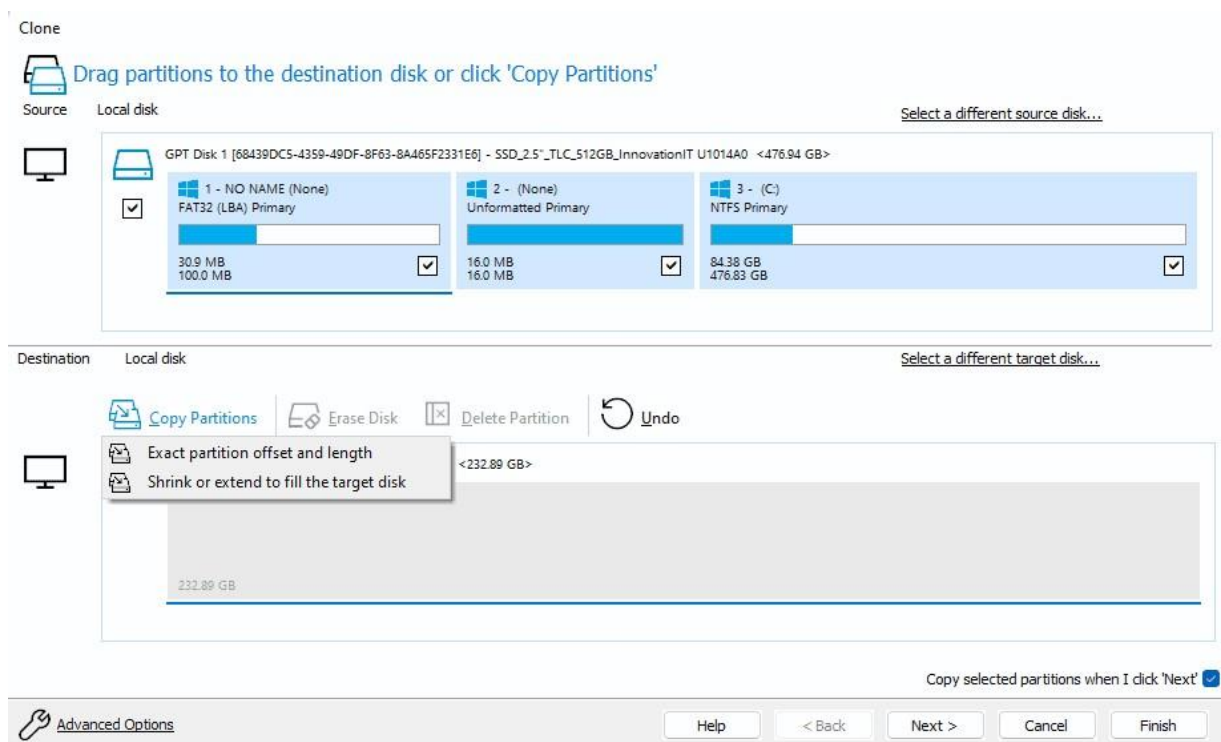 Clone
Drag partitions to the destination disk or click 'Copy Partitions'
Source Local disk Select a different source disk...
GPT Disk 1 [68439DC5-4359-49DF-8F63-8A465F2331E6] - SSD_2.5"_TLC_512GB_InnovationIT U1014A0 <476.94 GB>
1 - NO NAME (None) 2 - (None) 3 - (C:)
FAT32 (LBA) Primary Unformatted Primary NTFS Primary
30.9 MB 16.0 MB 84.38 GB
100.0 MB 16.0 MB 476.83 GB
Destination Local disk Select a different target disk...
Copy Partitions Erase Disk Delete Partition Undo
Exact partition offset and length <232.89 GB>
Shrink or extend to fill the target disk
232.89 GB
Copy selected partitions when I click 'Next'
Advanced Options Help < Back Next > Cancel Finish